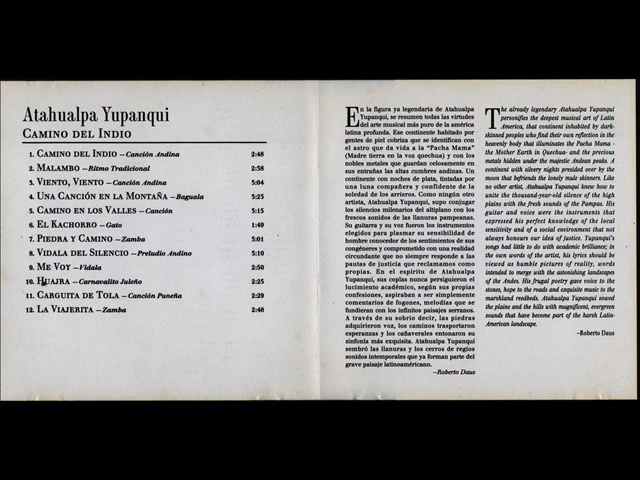 Atahualpa Yupanqui
CAMINO DEL INDIO
1. CAMINO DEL INDIO – Canción Andina 2:48
2. MALAMBO – Ritmo Tradicional 2:58
3. VIENTO, VIENTO – Canción Andina 3:04
4. UNA CANCIÓN EN LA MONTAÑA – Baguala 3:25
5. CAMINO EN LOS VALLES – Canción 3:15
6. EL KACHORRO – Gato 1:49
7. PIEDRA Y CAMINO – Zamba 3:01
8. VIDALA DEL SILENCIO – Preludio Andino 3:10
9. ME VOY – Vidala 2:50
10. HUAJRA – Carnavalito Juleño 2:25
11. CARGUITA DE TOLA – Canción Puneña 2:29
12. LA VIAJERITA – Zamba 2:48
En la figura ya legendaria de Atahualpa
Yupanqui, se resumen todas las virtudes
del arte musical más puro de la américa
latina profunda. Ese continente habitado por
gentes de piel cobriza que se identifican con
el astro que da vida a la "Pacha Mama"
(Madre tierra en la voz quechua) y con los
nobles metales que guardan celosamente en
sus entrañas las altas cumbres andinas. Un
continente con noches de plata, tintadas por
una luna compañera y confidente de la
soledad de los arrieros. Como ningún otro
artista, Atahualpa Yupanqui, supo conjugar
los silencios milenarios del altiplano con los
frescos sonidos de las llanuras pampeanas.
Su guitarra y su voz fueron los instrumentos
elegidos para plasmar su sensibilidad de
hombre conocedor de los sentimientos de sus
congéneres y comprometido con una realidad
circundante que no siempre responde a las
pautas de justicia que reclamamos como
propias. En el espíritu de Atahualpa
Yupanqui, sus coplas nunca persiguieron el
lucimiento académico, según sus propias
confesiones, aspiraban a ser simplemente
comentarios de fogones, melodías que se
fundieran con los infinitos paisajes serranos.
A través de su sobrio decir, las piedras
adquirieron voz, los caminos trasportaron
esperanzas y los cañaverales entonaron su
sinfonía más exquisita. Atahualpa Yupanqui
sembró las llanuras y los cerros de regios
sonidos intemporales que ya forman parte del
grave paisaje latinoaméricano.
–Roberto Daus
The already legendary Atahualpa Yupanqui
personifies the deepest musical art of Latin
America, that continent inhabited by dark-
skinned peoples who find their own reflection in the
heavenly body that illuminates the Pacha Mama -
the Mother Earth in Quechua- and the precious
metals hidden under the majestic Andean peaks. A
continent with silvery nights presided over by the
moon that befriends the lonely mule skinners. Like
no other artist, Atahualpa Yupanqui knew how to
unite the thousand-year-old silence of the high
plains with the fresh sounds of the Pampas. His
guitar and voice were the instruments that
expressed his perfect knowledge of the local
sensitivity and of a social environment that not
always honours our idea of justice. Yupanqui's
songs had little to do with academic brilliance; in
the own words of the artist, his lyrics should be
viewed as humble pictures of reality, words
intended to merge with the astonishing landscapes
of the Andes. His frugal poetry gave voice to the
stones, hope to the roads and exquisite music to the
marshland reedbeds. Atahualpa Yupanqui sowed
the plains and the hills with magnificent, evergreen
sounds that have become part of the harsh Latin-
American landscape.
–Roberto Daus